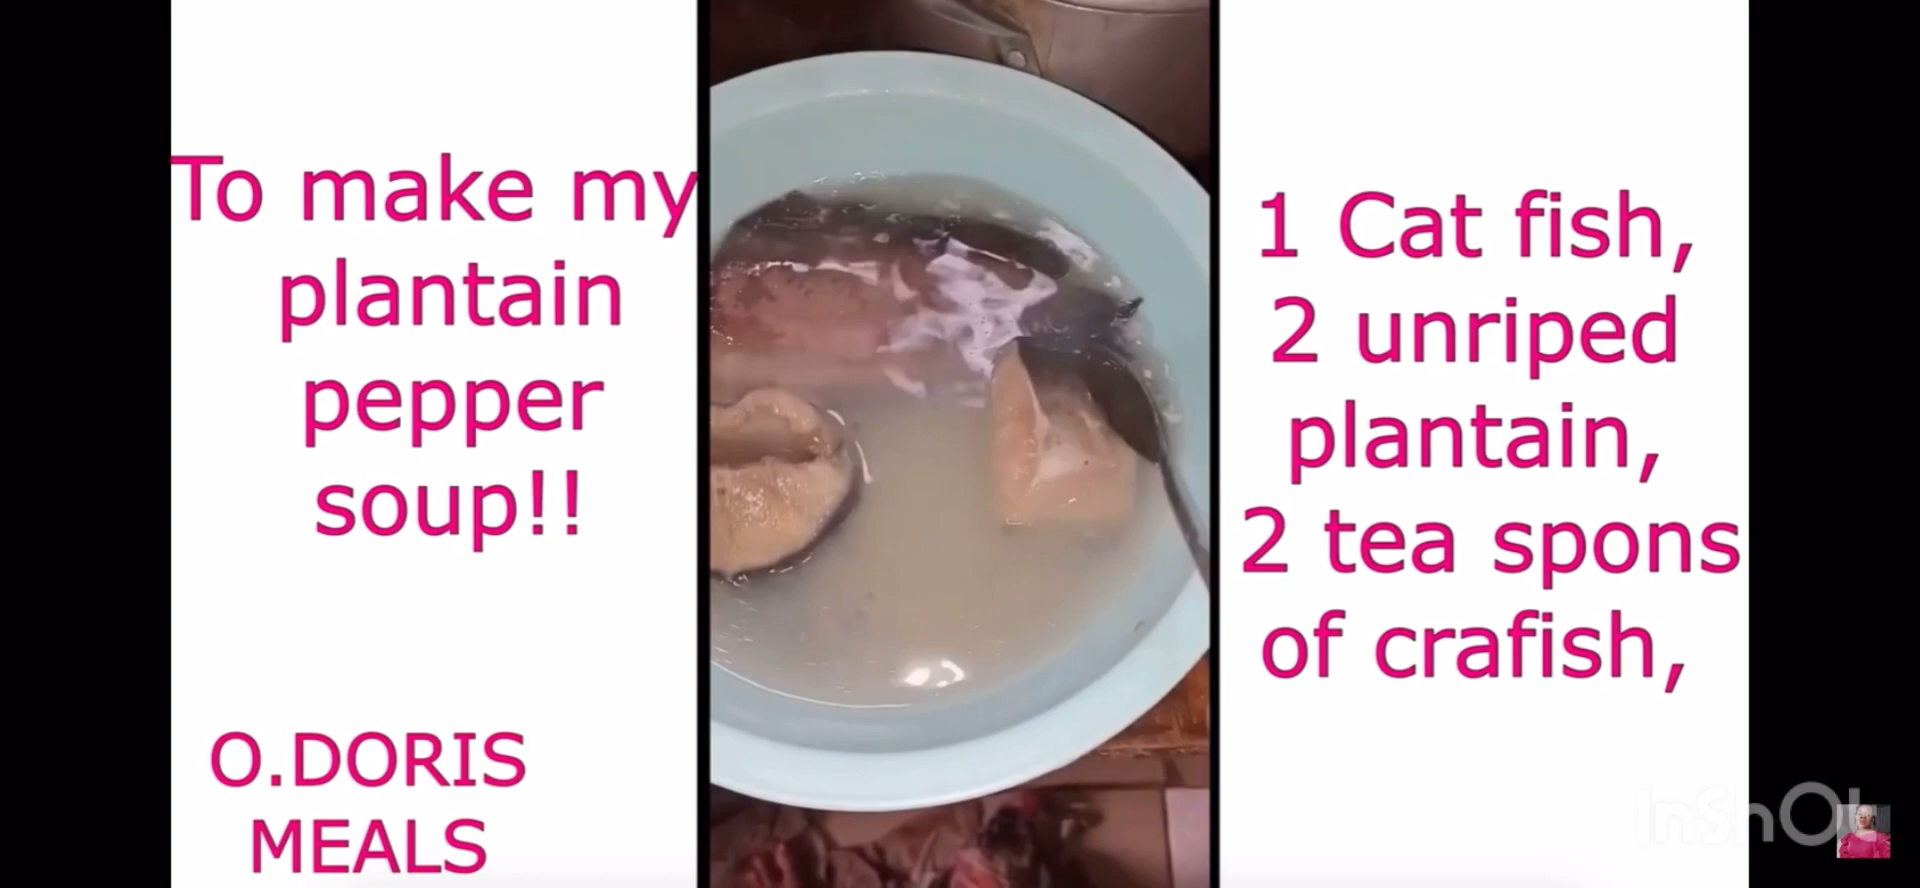 To make my
plantain
pepper
soup!!
O.DORIS
MEALS
1 Cat fish,
2 unriped
plantain,
2 tea spons
of crafish,
InShOt